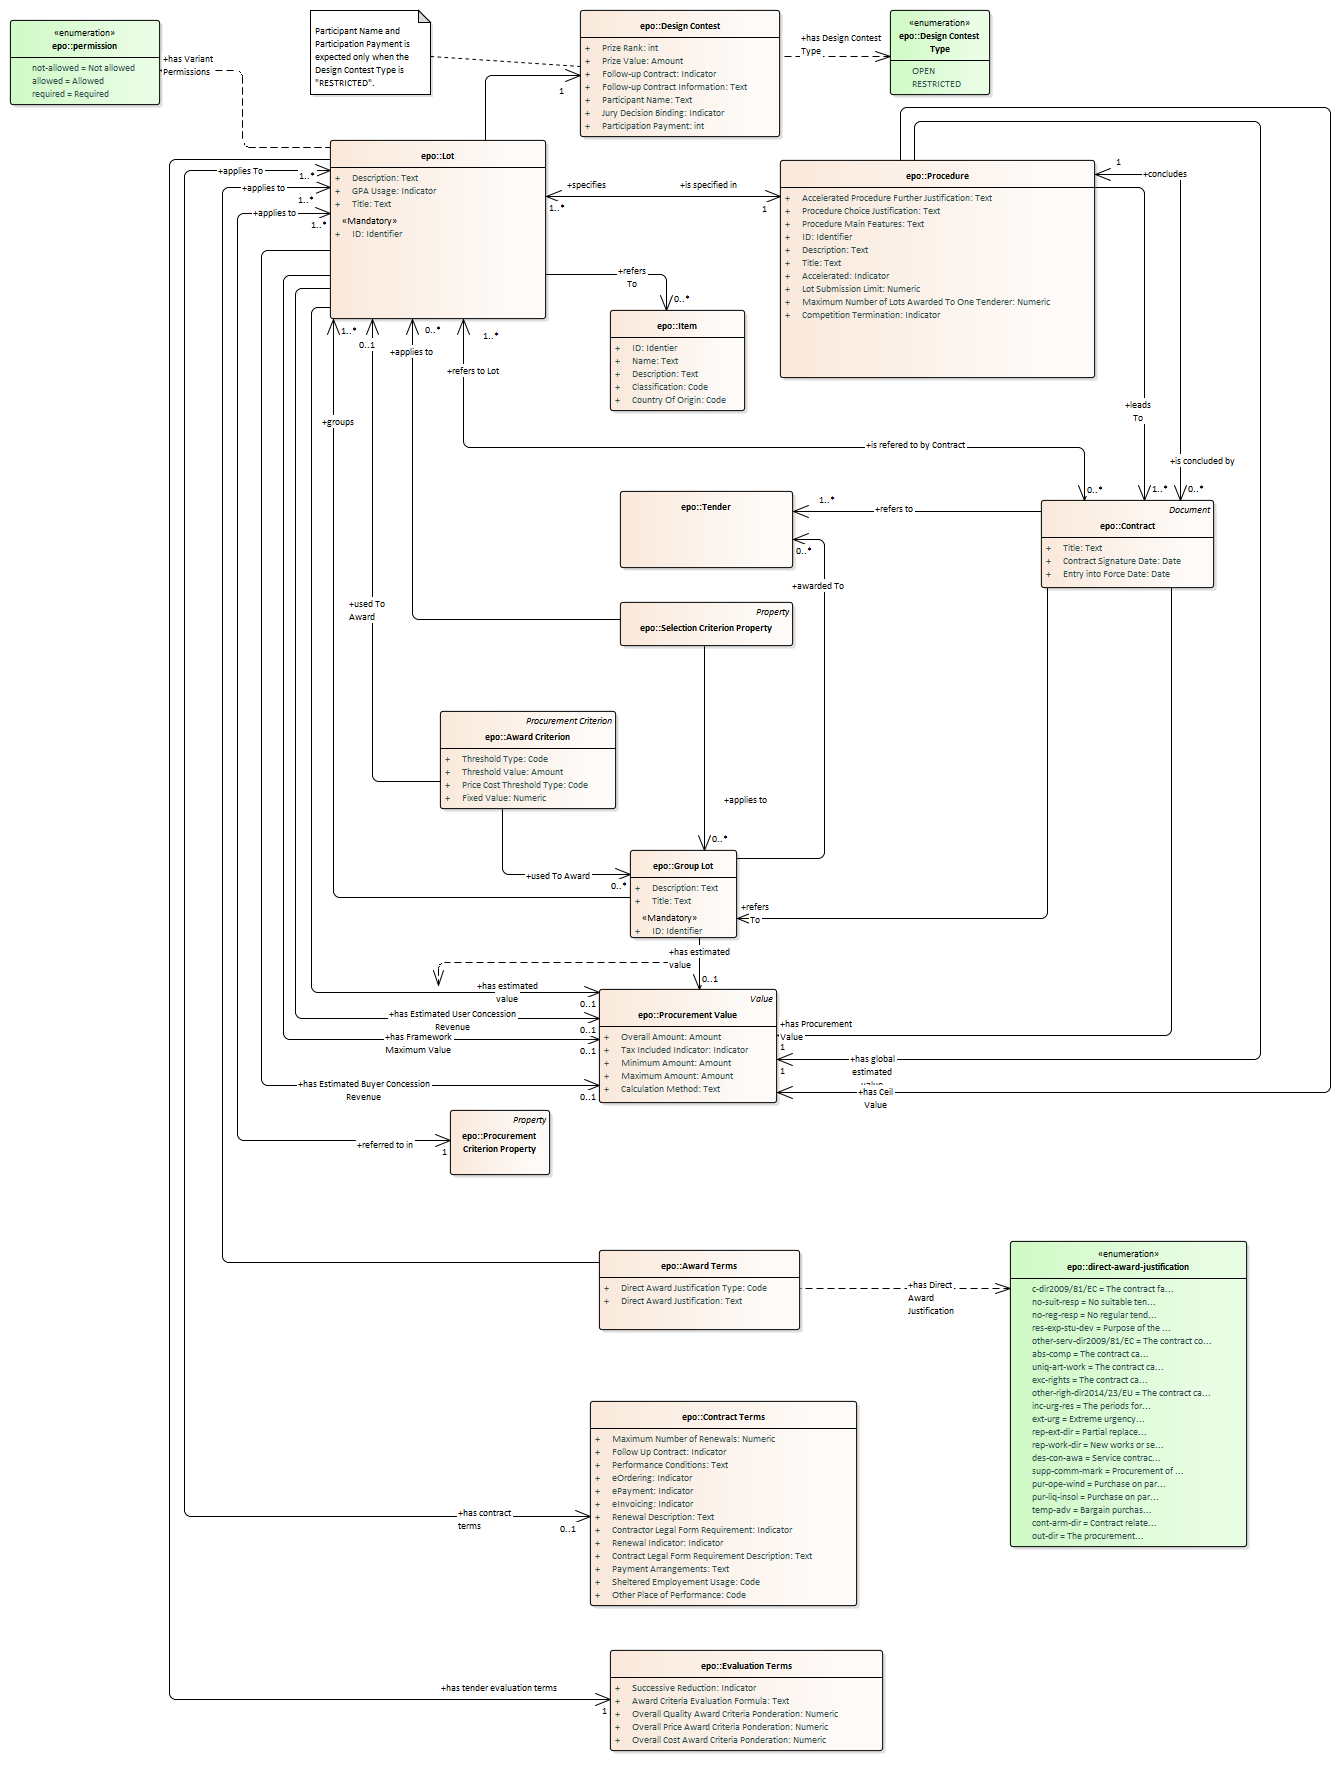 «enumeration»
epo::permission
not-allowed = Not allowed
allowed = Allowed
required = Required
+has Variant
Permissions
Participant Name and
Participation Payment is
expected only when the
Design Contest Type is
"RESTRICTED".
epo::Design Contest
+ Prize Rank: int
+ Prize Value: Amount
+ Follow-up Contract: Indicator
+ Follow-up Contract Information: Text
+ Participant Name: Text
+ Jury Decision Binding: Indicator
+ Participation Payment: int
1
+has Design Contest
Type
«enumeration»
epo::Design Contest
Type
OPEN
RESTRICTED
epo::Lot
+ Description: Text
+ GPA Usage: Indicator
+ Title: Text
«Mandatory»
+ ID: Identifier
+applies To
1..*
+applies to
1..*
+applies to
1..*
+specifies
1..*
+is specified in
1
epo::Procedure
+ Accelerated Procedure Further Justification: Text
+ Procedure Choice Justification: Text
+ Procedure Main Features: Text
+ ID: Identifier
+ Description: Text
+ Title: Text
+ Accelerated: Indicator
+ Lot Submission Limit: Numeric
+ Maximum Number of Lots Awarded To One Tenderer: Numeric
+ Competition Termination: Indicator
1
+concludes
+refers
To
0..*
epo::Item
+ ID: Identier
+ Name: Text
+ Description: Text
+ Classification: Code
+ Country Of Origin: Code
1..*
0..1
0..*
+applies to
1..*
+refers to Lot
+groups
+leads
To
+is refered to by Contract
+is concluded by
0..*
1..*
0..*
epo::Tender
1..*
+refers to
0..*
+awarded To
Document
epo::Contract
+ Title: Text
+ Contract Signature Date: Date
+ Entry into Force Date: Date
+used To
Award
Property
epo::Selection Criterion Property
Procurement Criterion
epo::Award Criterion
+ Threshold Type: Code
+ Threshold Value: Amount
+ Price Cost Threshold Type: Code
+ Fixed Value: Numeric
+applies to
0..*
+used To Award
0..*
epo::Group Lot
+ Description: Text
+ Title: Text
«Mandatory»
+ ID: Identifier
+refers
To
+has estimated
value
0..1
+has estimated
value
0..1
+has Estimated User Concession
Revenue
0..1
+has Framework
Maximum Value
0..1
+has Estimated Buyer Concession
Revenue
0..1
Value
epo::Procurement Value
+ Overall Amount: Amount
+ Tax Included Indicator: Indicator
+ Minimum Amount: Amount
+ Maximum Amount: Amount
+ Calculation Method: Text
+has Procurement
Value
1
+has global
estimated
1
+has Ceil
Value
Property
epo::Procurement
Criterion Property
+referred to in
1
epo::Award Terms
+ Direct Award Justification Type: Code
+ Direct Award Justification: Text
+has Direct
Award
Justification
«enumeration»
epo::direct-award-justification
c-dir2009/81/EC = The contract fa...
no-suit-resp = No suitable ten...
no-reg-resp = No regular tend...
res-exp-stu-dev = Purpose of the ...
other-serv-dir2009/81/EC = The contract co...
abs-comp = The contract ca...
uniq-art-work = The contract ca...
exc-rights = The contract ca...
other-righ-dir2014/23/EU = The contract ca...
inc-urg-res = The periods for...
ext-urg = Extreme urgency...
rep-ext-dir = Partial replace...
rep-work-dir = New works or se...
des-con-awa = Service contrac...
supp-comm-mark = Procurement of ...
pur-ope-wind = Purchase on par...
pur-liq-insol = Purchase on par...
temp-adv = Bargain purchas...
cont-arm-dir = Contract relate...
out-dir = The procurement...
epo::Contract Terms
+ Maximum Number of Renewals: Numeric
+ Follow Up Contract: Indicator
+ Performance Conditions: Text
+ eOrdering: Indicator
+ ePayment: Indicator
+ eInvoicing: Indicator
+ Renewal Description: Text
+ Contractor Legal Form Requirement: Indicator
+ Renewal Indicator: Indicator
+ Contract Legal Form Requirement Description: Text
+ Payment Arrangements: Text
+ Sheltered Employement Usage: Code
+ Other Place of Performance: Code
+has contract
terms
0..1
epo::Evaluation Terms
+ Successive Reduction: Indicator
+ Award Criteria Evaluation Formula: Text
+ Overall Quality Award Criteria Ponderation: Numeric
+ Overall Price Award Criteria Ponderation: Numeric
+ Overall Cost Award Criteria Ponderation: Numeric
+has tender evaluation terms
1